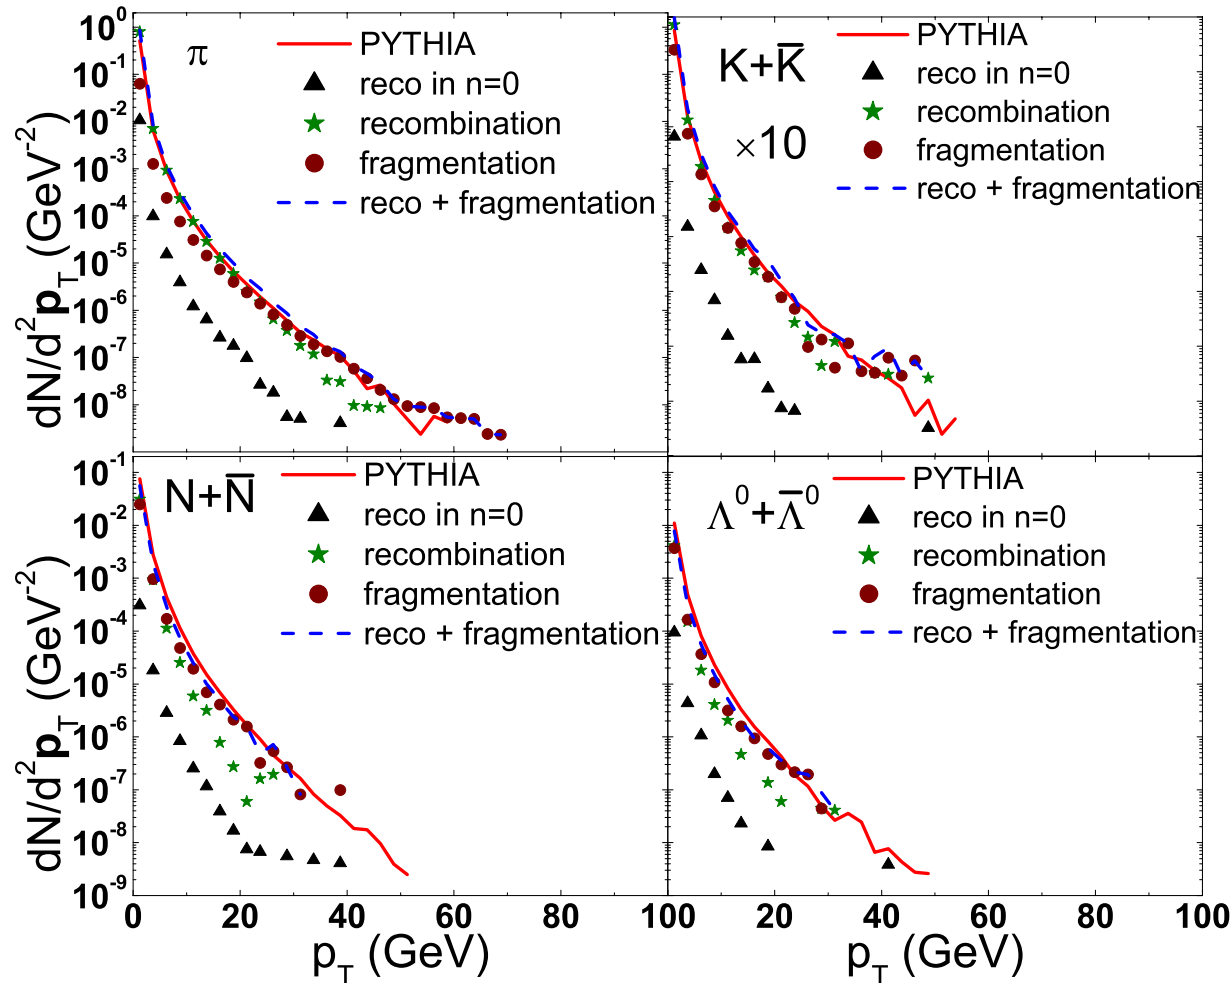 π
PYTHIA
reco in n=0
recombination
fragmentation
reco + fragmentation
K+K̅
×10
PYTHIA
reco in n=0
recombination
fragmentation
reco + fragmentation
10⁰
10⁻¹
10⁻²
10⁻³
10⁻⁴
10⁻⁵
10⁻⁶
10⁻⁷
10⁻⁸
dN/d²p_T (GeV⁻²)
N+N̅
PYTHIA
reco in n=0
recombination
fragmentation
reco + fragmentation
Λ⁰+Λ̅⁰
PYTHIA
reco in n=0
recombination
fragmentation
reco + fragmentation
10⁻¹
10⁻²
10⁻³
10⁻⁴
10⁻⁵
10⁻⁶
10⁻⁷
10⁻⁸
10⁻⁹
dN/d²p_T (GeV⁻²)
0 20 40 60 80 100 20 40 60 80 100
p_T (GeV) p_T (GeV)